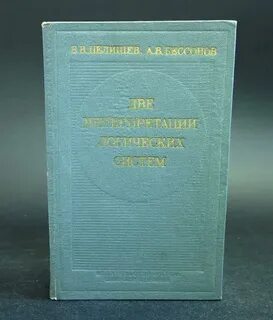 В.В.ЦЕЛИЩЕВ, А.В.БЕССОНОВ
ДВЕ
ИНТЕРПРЕТАЦИИ
ЛОГИЧЕСКИХ
СИСТЕМ